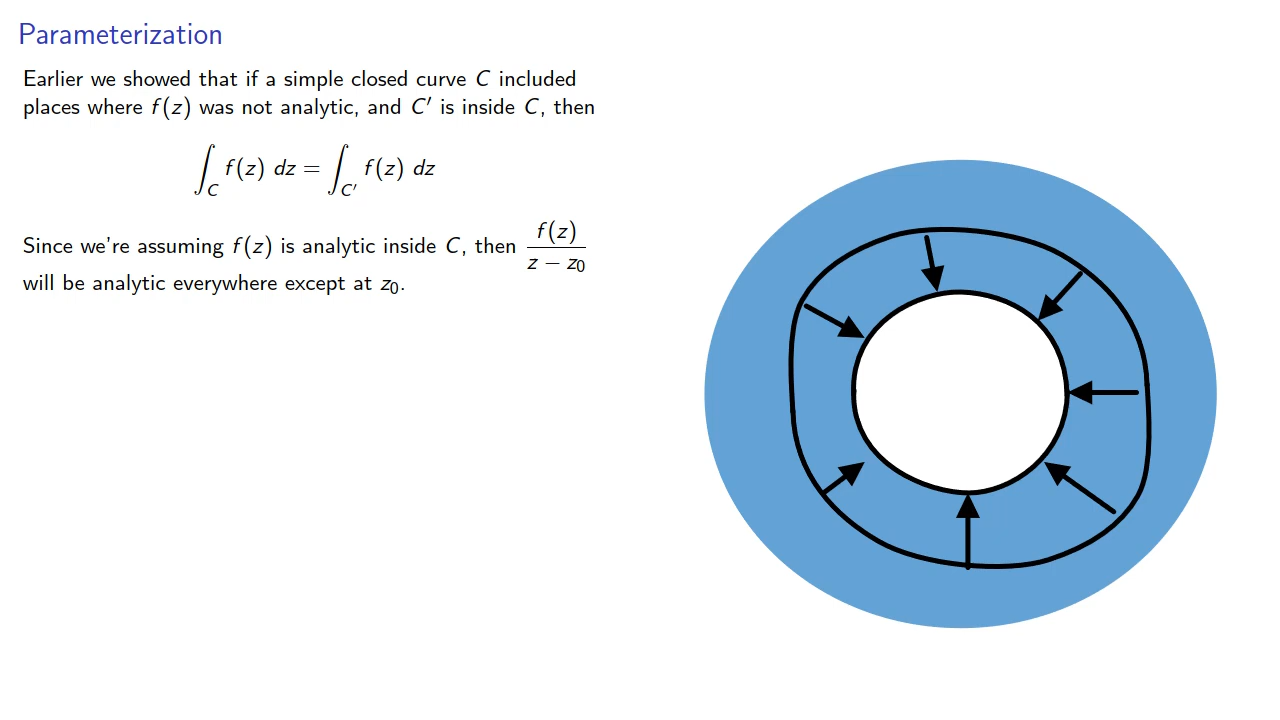 Parameterization
Earlier we showed that if a simple closed curve C included
places where f(z) was not analytic, and C′ is inside C, then
∫_C f(z) dz = ∫_C′ f(z) dz
Since we're assuming f(z) is analytic inside C, then f(z)/(z − z₀)
will be analytic everywhere except at z₀.